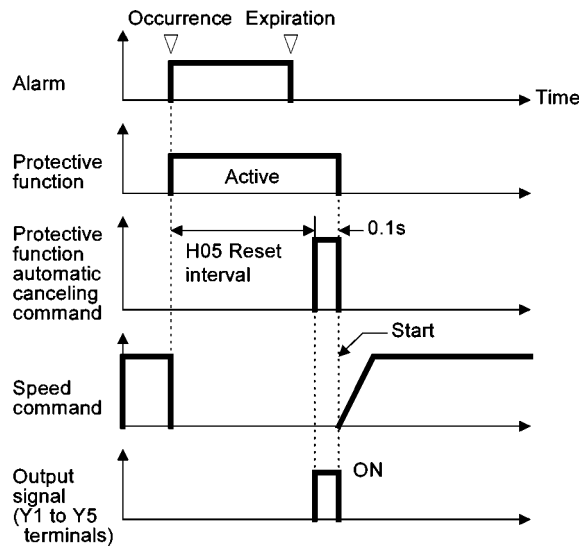 Occurrence Expiration
Alarm
Time
Protective
function
Active
Protective
function
automatic
canceling
command
H05 Reset
interval
0.1s
Start
Speed
command
Output
signal
(Y1 to Y5
terminals)
ON